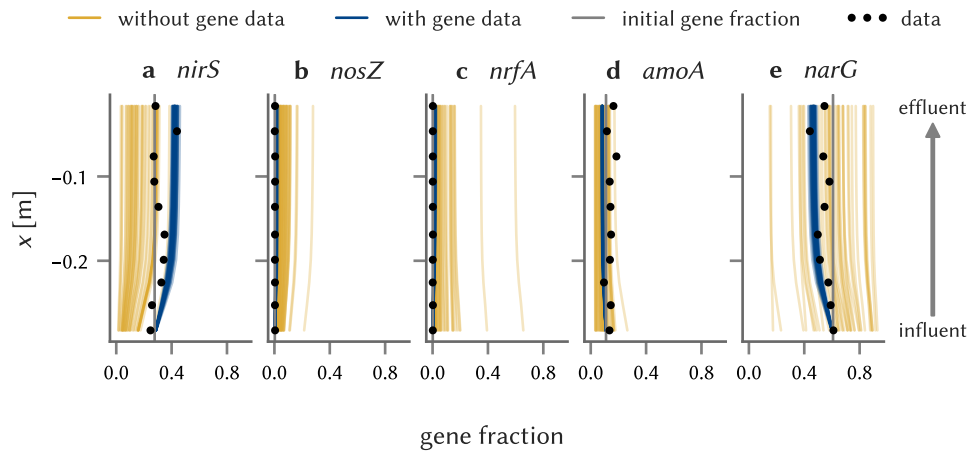 without gene data with gene data initial gene fraction data
a nirS b nosZ c nrfA d amoA e narG
effluent
−0.1
x [m]
−0.2
influent
0.0 0.4 0.8 0.0 0.4 0.8 0.0 0.4 0.8 0.0 0.4 0.8 0.0 0.4 0.8
gene fraction